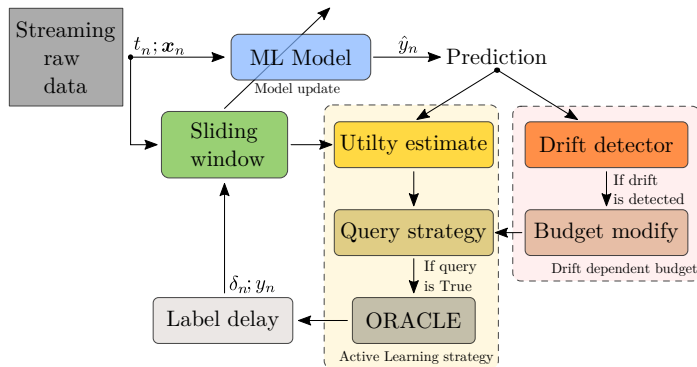 Streaming
raw
data
t_n; x_n
ML Model
ŷ_n
Prediction
Model update
Sliding
window
Utilty estimate
Drift detector
If drift
is detected
Query strategy
Budget modify
If query
is True
Drift dependent budget
δ_n; y_n
Label delay
ORACLE
Active Learning strategy